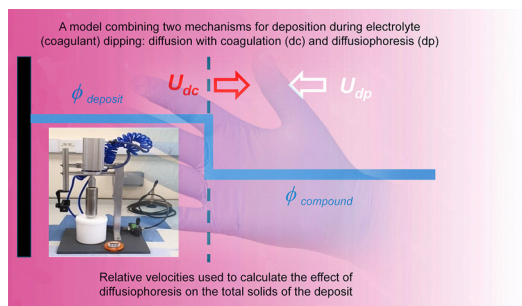 A model combining two mechanisms for deposition during electrolyte
(coagulant) dipping: diffusion with coagulation (dc) and diffusiophoresis (dp)
U dc
U dp
ϕ deposit
ϕ compound
Relative velocities used to calculate the effect of
diffusiophoresis on the total solids of the deposit